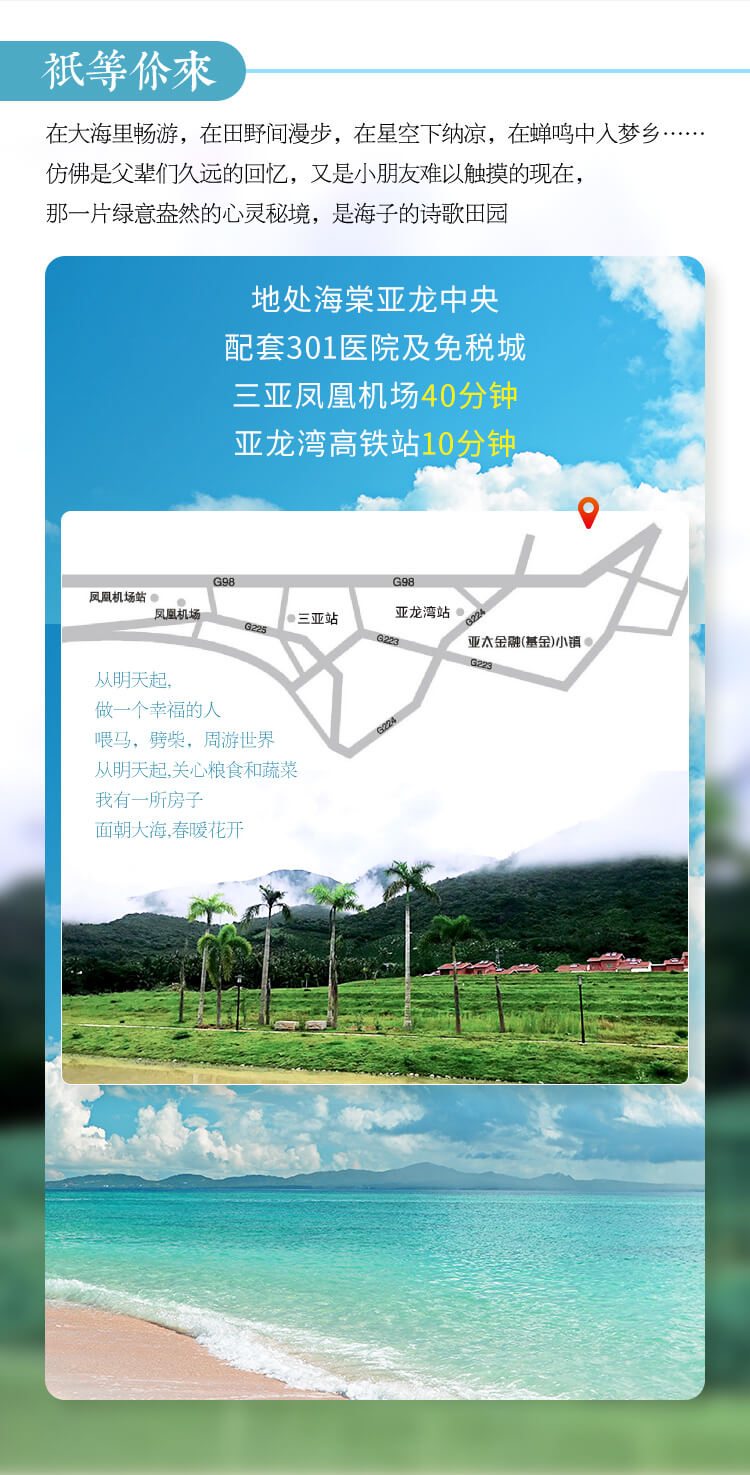 祇等伱來
在大海里畅游，在田野间漫步，在星空下纳凉，在蝉鸣中入梦乡……
仿佛是父辈们久远的回忆，又是小朋友难以触摸的现在，
那一片绿意盎然的心灵秘境，是海子的诗歌田园
地处海棠亚龙中央
配套301医院及免税城
三亚凤凰机场40分钟
亚龙湾高铁站10分钟
G98
G98
凤凰机场站
凤凰机场
三亚站
亚龙湾站
G224
G225
G223
亚太金融(基金)小镇
G223
G224
从明天起,
做一个幸福的人
喂马，劈柴，周游世界
从明天起,关心粮食和蔬菜
我有一所房子
面朝大海,春暖花开